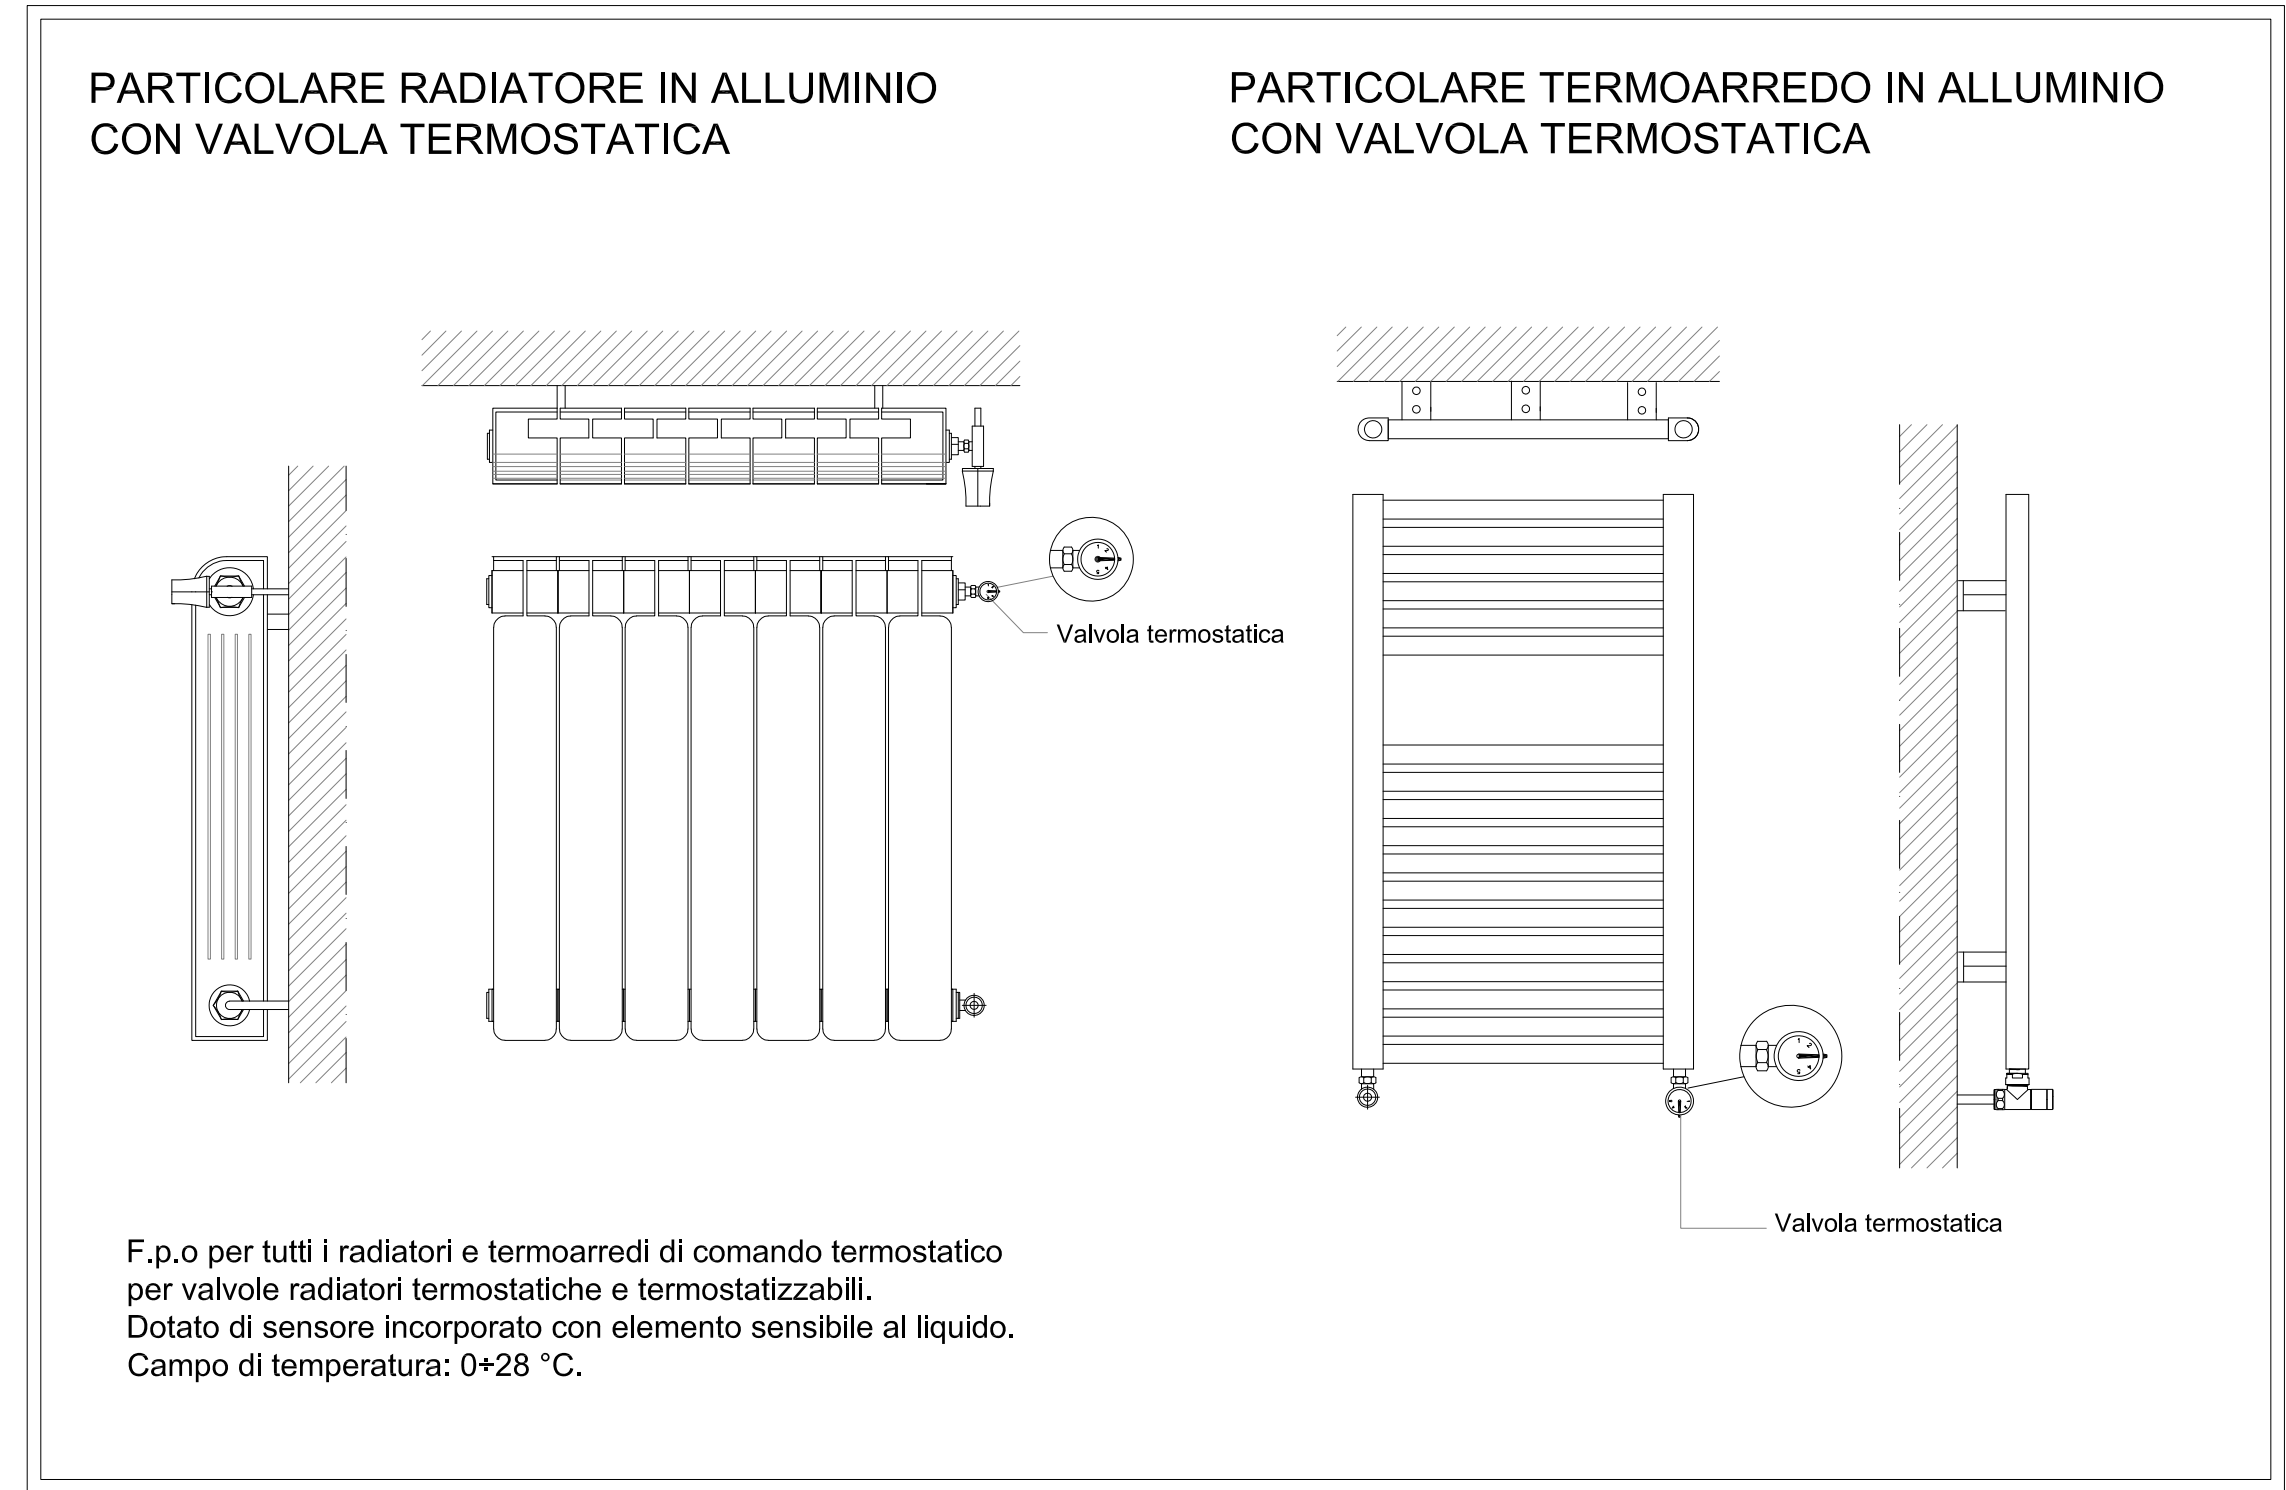 PARTICOLARE RADIATORE IN ALLUMINIO
CON VALVOLA TERMOSTATICA
PARTICOLARE TERMOARREDO IN ALLUMINIO
CON VALVOLA TERMOSTATICA
Valvola termostatica
Valvola termostatica
F.p.o per tutti i radiatori e termoarredi di comando termostatico
per valvole radiatori termostatiche e termostatizzabili.
Dotato di sensore incorporato con elemento sensibile al liquido.
Campo di temperatura: 0÷28 °C.